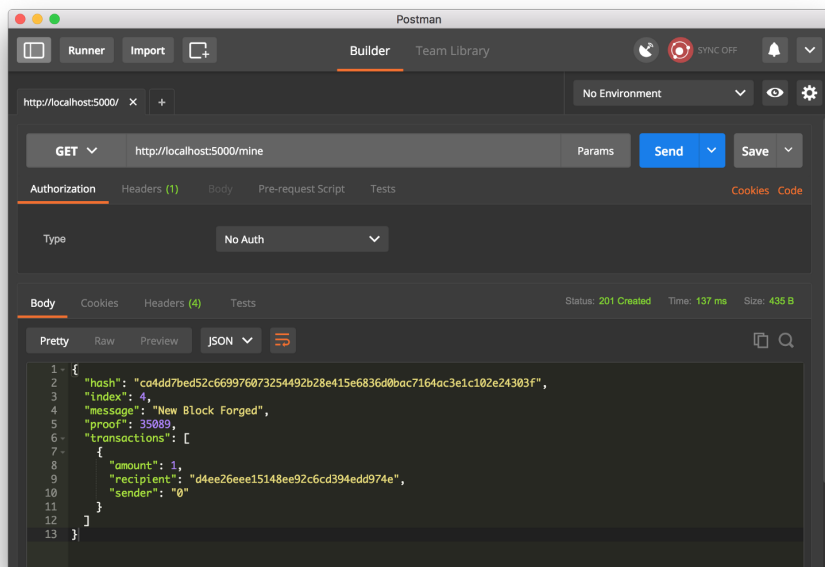 Postman
Runner Import Builder Team Library SYNC OFF
http://localhost:5000/ × + No Environment
GET http://localhost:5000/mine Params Send Save
Authorization Headers (1) Body Pre-request Script Tests Cookies Code
Type No Auth
Body Cookies Headers (4) Tests Status: 201 Created Time: 137 ms Size: 435 B
Pretty Raw Preview JSON
1 {
2 "hash": "ca4dd7bed52c669976073254492b28e415e6836d0bac7164ac3e1c102e24303f",
3 "index": 4,
4 "message": "New Block Forged",
5 "proof": 35089,
6 "transactions": [
7 {
8 "amount": 1,
9 "recipient": "d4ee26eee15148ee92c6cd394edd974e",
10 "sender": "0"
11 }
12 ]
13 }